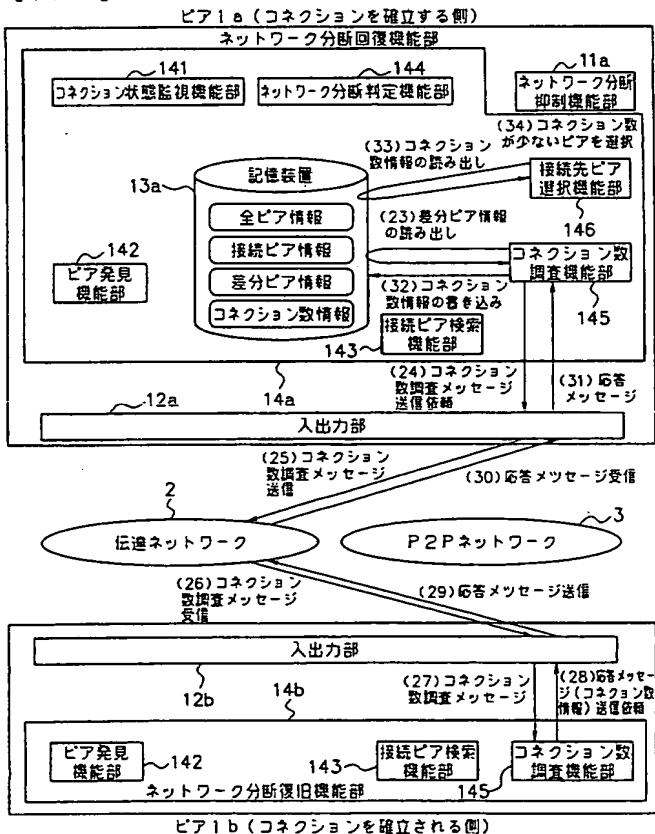 ピア1a（コネクションを確立する側）
ネットワーク分断回復機能部
141
コネクション状態監視機能部
144
ネットワーク分断判定機能部
11a
ネットワーク分断
抑制機能部
(33)コネクション
数情報の読み出し
(34)コネクション数
が少ないピアを選択
接続先ピア
選択機能部
146
13a
記憶装置
全ピア情報
接続ピア情報
差分ピア情報
コネクション数情報
(23)差分ピア情報
の読み出し
142
ピア発見
機能部
コネクション数
調査機能部
145
(32)コネクション
数情報の書き込み
接続ピア検索
機能部
143
(24)コネクション
数調査メッセージ
送信依頼
(31)応答
メッセージ
14a
12a
入出力部
(25)コネクション
数調査メッセージ
送信
(30)応答メッセージ受信
2
伝達ネットワーク
3
P2Pネットワーク
(26)コネクション
数調査メッセージ
受信
(29)応答メッセージ送信
入出力部
12b
14b
(27)コネクション
数調査メッセージ
(28)応答メッセー
ジ(コネクション数
情報)送信依頼
ピア発見
機能部
142
接続ピア検索
機能部
143
コネクション数
調査機能部
145
ネットワーク分断復旧機能部
ピア1b（コネクションを確立される側）